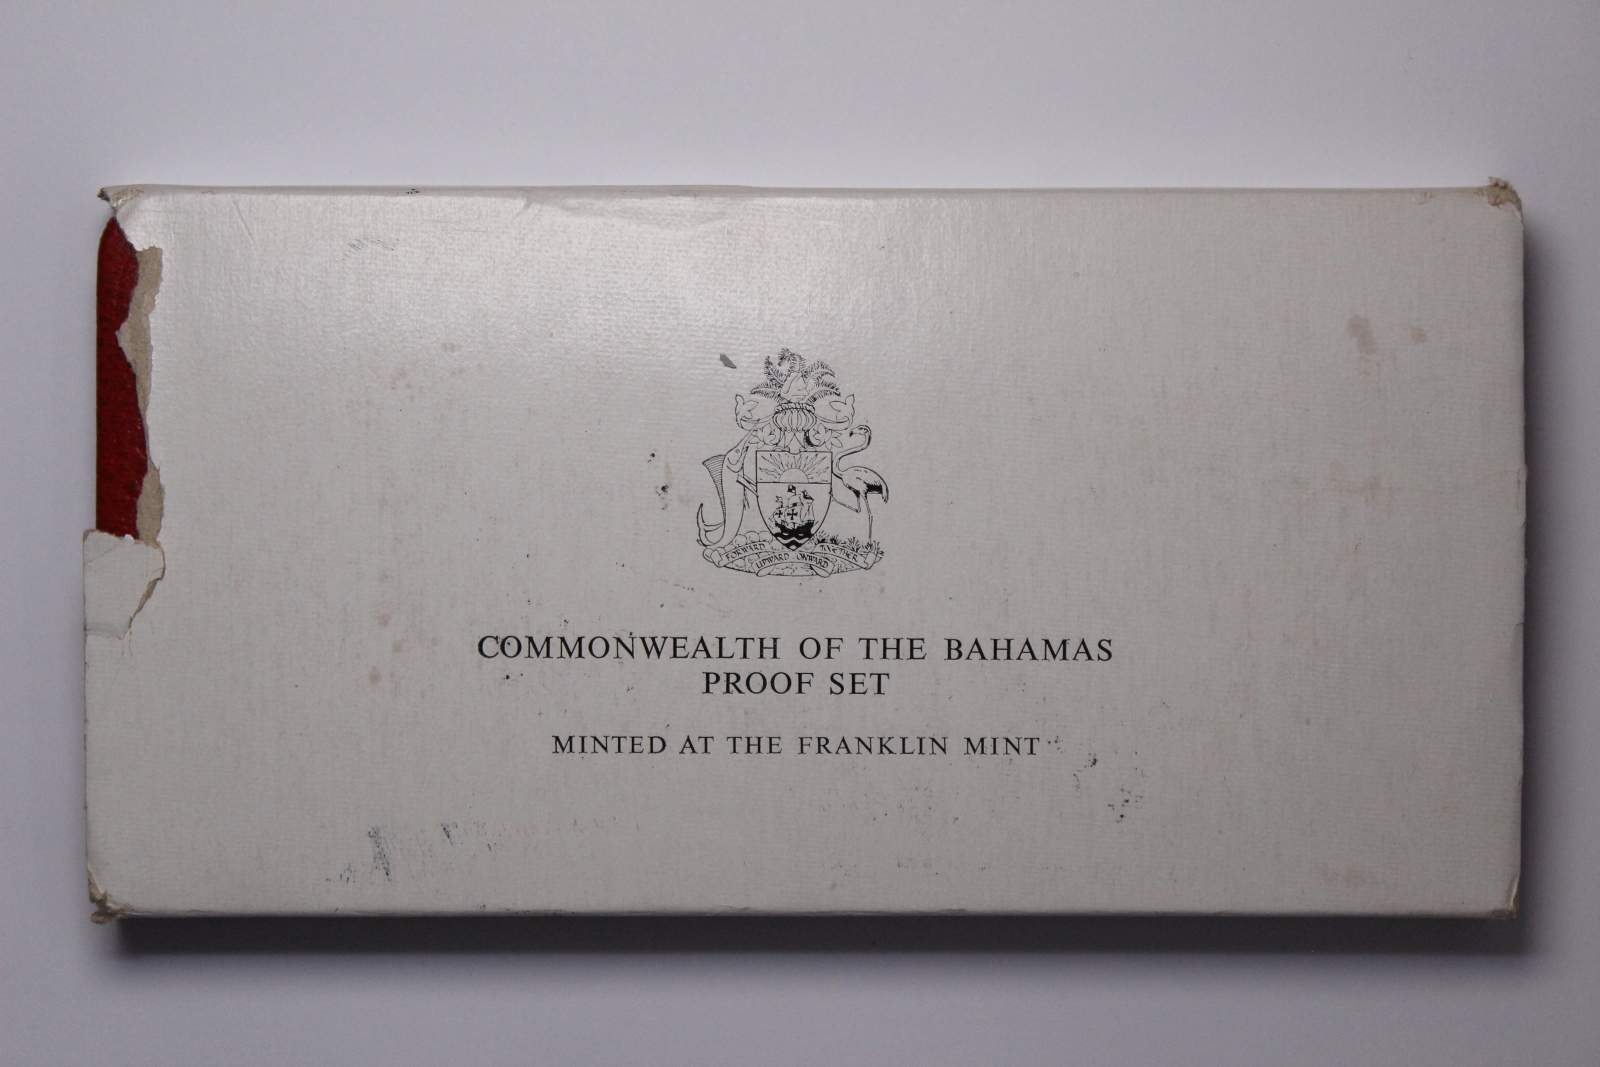 FORWARD UPWARD ONWARD TOGETHER
COMMONWEALTH OF THE BAHAMAS
PROOF SET
MINTED AT THE FRANKLIN MINT